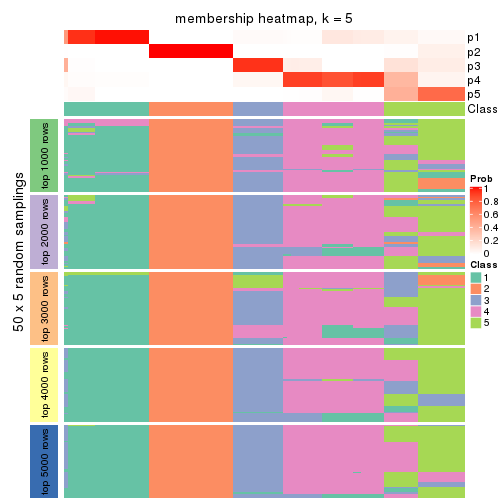 membership heatmap, k = 5
p1
p2
p3
p4
p5
Class
50 x 5 random samplings
top 1000 rows
top 2000 rows
top 3000 rows
top 4000 rows
top 5000 rows
Prob
1
0.8
0.6
0.4
0.2
0
Class
1
2
3
4
5